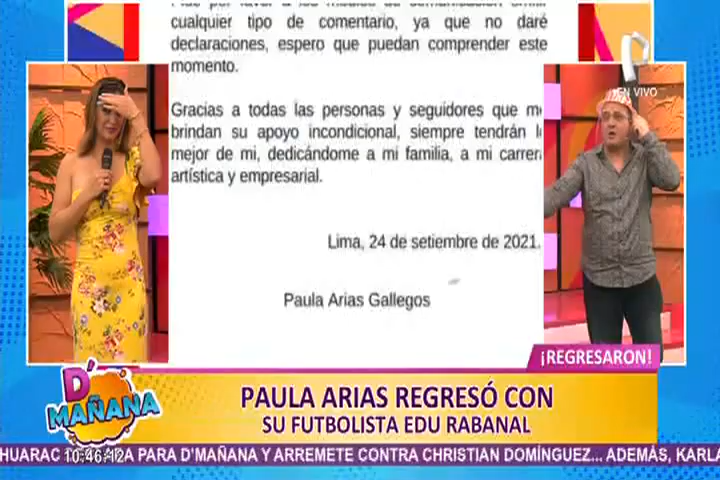 cualquier tipo de comentario, ya que no daré
declaraciones, espero que puedan comprender este
momento.
Gracias a todas las personas y seguidores que me
brindan su apoyo incondicional, siempre tendrán
mejor de mi, dedicándome a mi familia, a mi carrera
artística y empresarial.
Lima, 24 de setiembre de 2021.
Paula Arias Gallegos
EN VIVO
¡REGRESARON!
D'
MAÑANA
PAULA ARIAS REGRESÓ CON
SU FUTBOLISTA EDU RABANAL
10:46:12
HUARAC PARA D'MAÑANA Y ARREMETE CONTRA CHRISTIAN DOMÍNGUEZ... ADEMÁS, KARLA